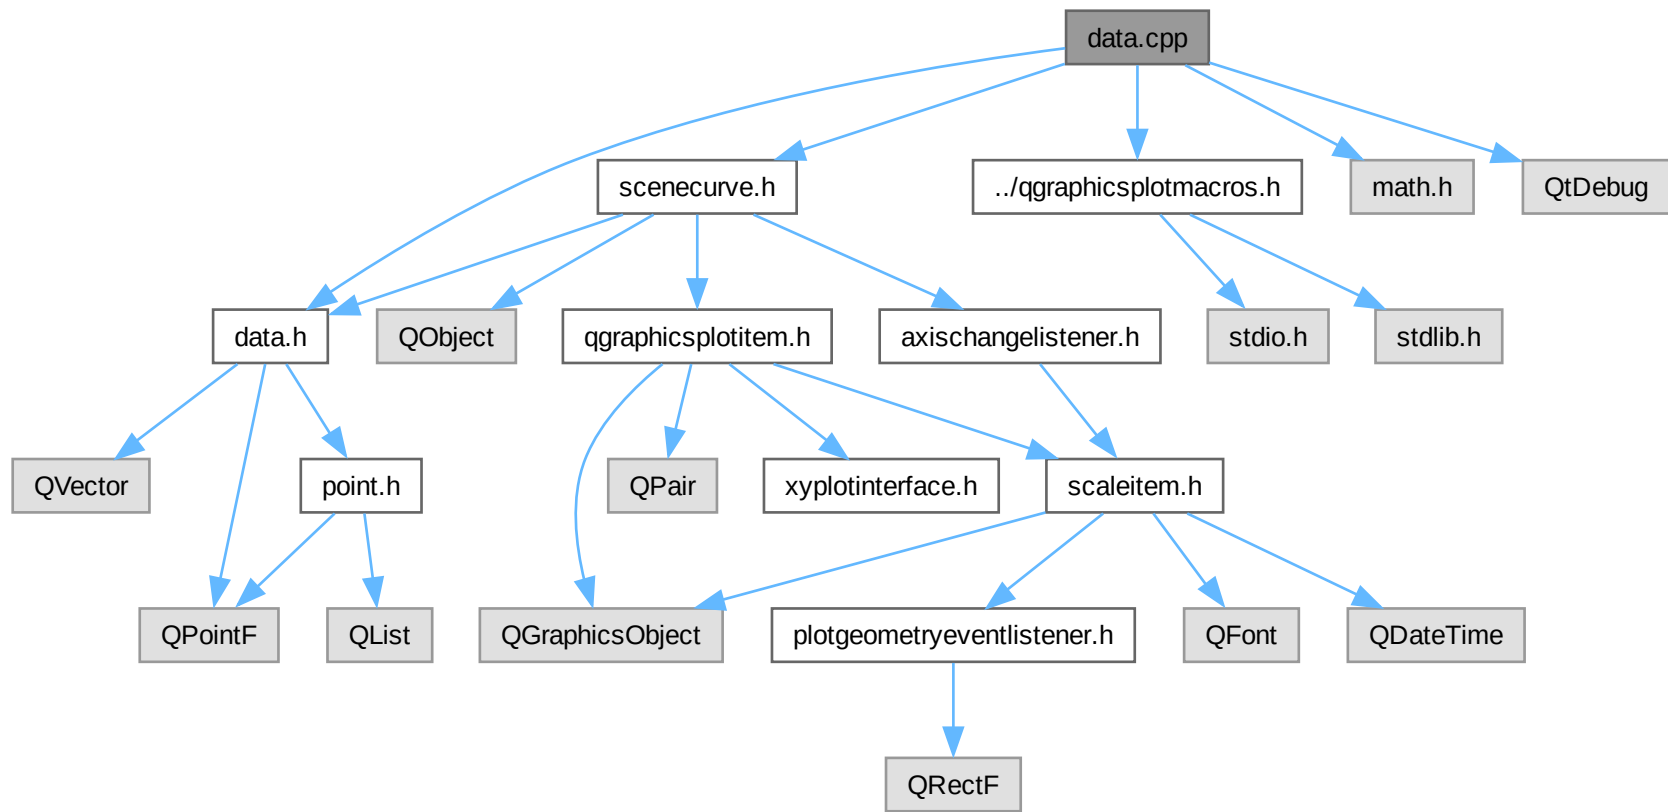 data.cpp
scenecurve.h
../qgraphicsplotmacros.h
math.h
QtDebug
data.h
QObject
qgraphicsplotitem.h
axischangelistener.h
stdio.h
stdlib.h
QVector
point.h
QPair
xyplotinterface.h
scaleitem.h
QPointF
QList
QGraphicsObject
plotgeometryeventlistener.h
QFont
QDateTime
QRectF